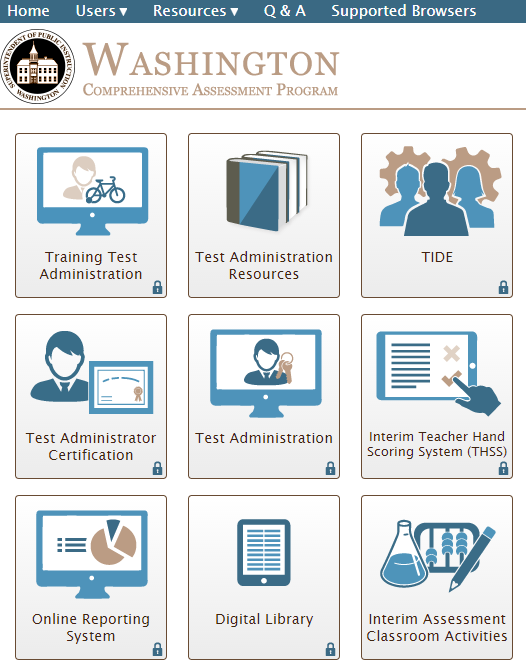 Home Users ▾ Resources ▾ Q & A Supported Browsers
SUPERINTENDENT OF PUBLIC INSTRUCTION
WASHINGTON
WASHINGTON
COMPREHENSIVE ASSESSMENT PROGRAM
Training Test
Administration
Test Administration
Resources
TIDE
Test Administrator
Certification
Test Administration
Interim Teacher Hand
Scoring System (THSS)
Online Reporting
System
Digital Library
Interim Assessment
Classroom Activities